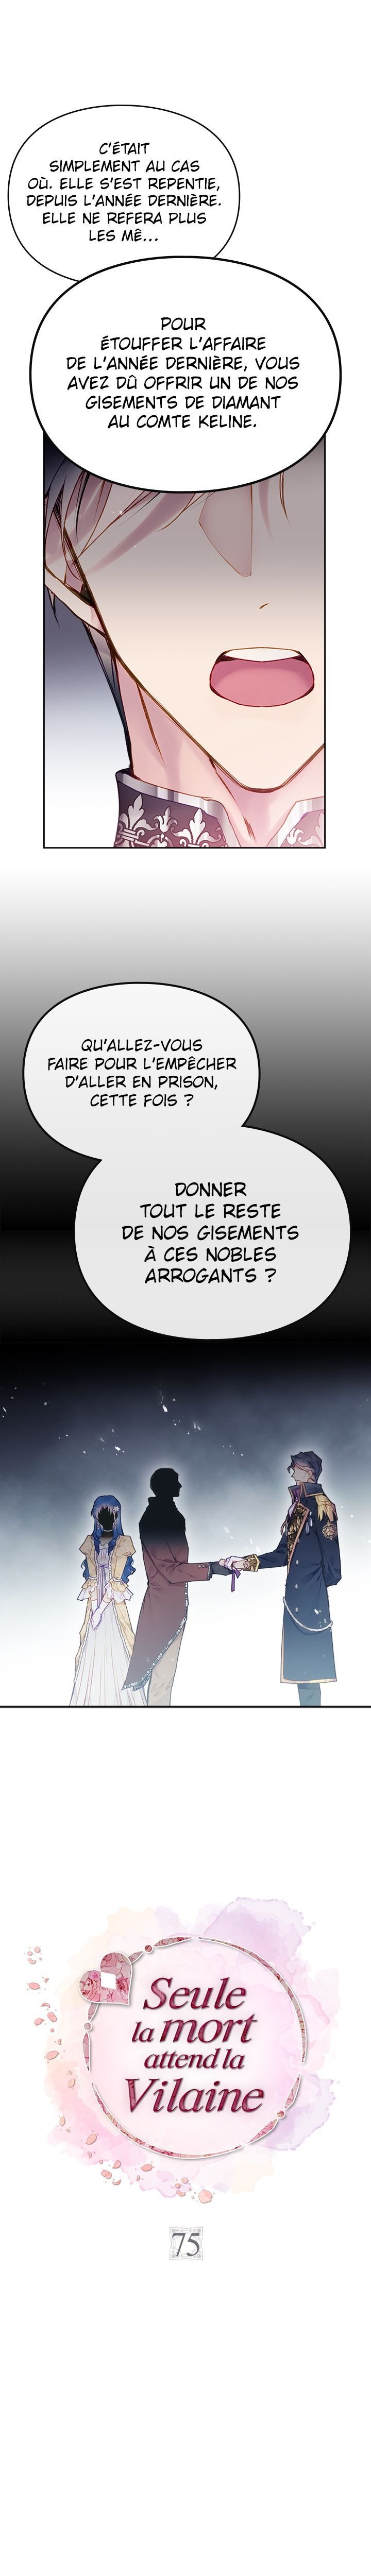 C'ÉTAIT
SIMPLEMENT AU CAS
OÙ. ELLE S'EST REPENTIE,
DEPUIS L'ANNÉE DERNIÈRE.
ELLE NE REFERA PLUS
LES MÊ...
POUR
ÉTOUFFER L'AFFAIRE
DE L'ANNÉE DERNIÈRE, VOUS
AVEZ DÛ OFFRIR UN DE NOS
GISEMENTS DE DIAMANT
AU COMTE KELINE.
QU'ALLEZ-VOUS
FAIRE POUR L'EMPÊCHER
D'ALLER EN PRISON,
CETTE FOIS ?
DONNER
TOUT LE RESTE
DE NOS GISEMENTS
À CES NOBLES
ARROGANTS ?
Seule
la mort
attend la
Vilaine
75